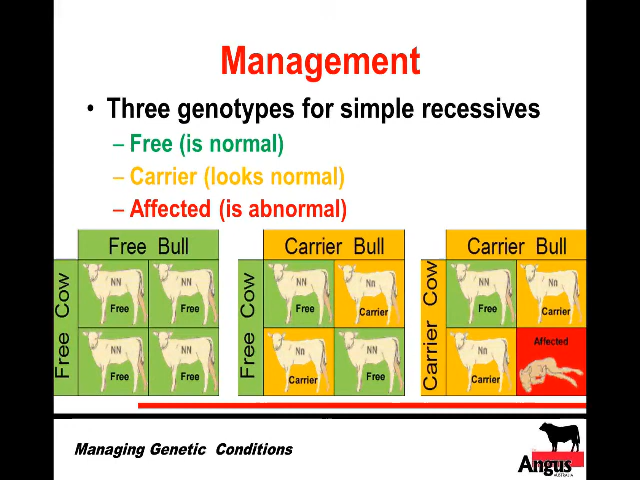 Management
• Three genotypes for simple recessives
– Free (is normal)
– Carrier (looks normal)
– Affected (is abnormal)
Free Bull
Free Cow
NN
Free
NN
Free
NN
Free
NN
Free
Carrier Bull
Free Cow
NN
Free
Nn
Carrier
Nn
Carrier
NN
Free
Carrier Bull
Carrier Cow
NN
Free
Nn
Carrier
Nn
Carrier
Affected
Managing Genetic Conditions
Angus
AUSTRALIA